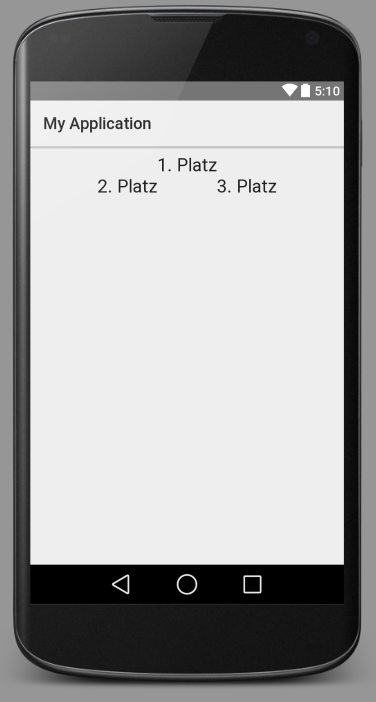 5:10
My Application
1. Platz
2. Platz 3. Platz